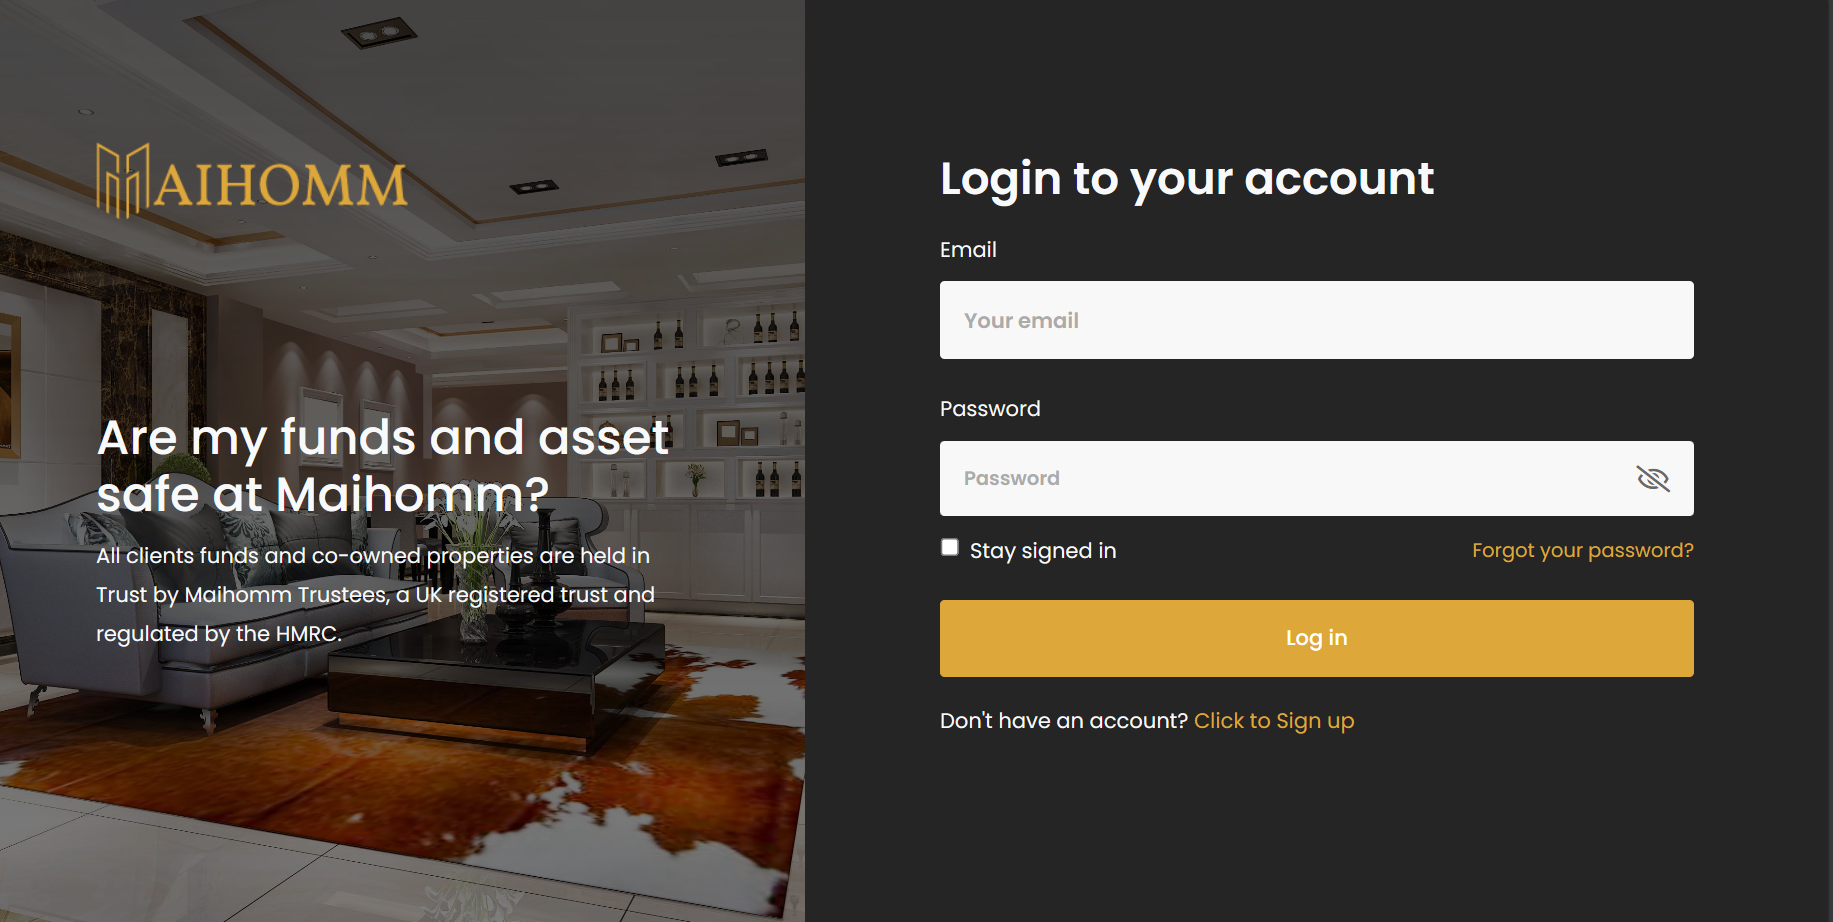 MAIHOMM
Are my funds and asset
safe at Maihomm?
All clients funds and co-owned properties are held in
Trust by Maihomm Trustees, a UK registered trust and
regulated by the HMRC.
Login to your account
Email
Your email
Password
Password
Stay signed in
Forgot your password?
Log in
Don't have an account? Click to Sign up